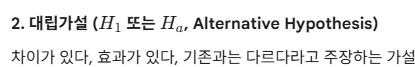 2. 대립가설 (H₁ 또는 Hₐ, Alternative Hypothesis)
차이가 있다, 효과가 있다, 기존과는 다르다라고 주장하는 가설